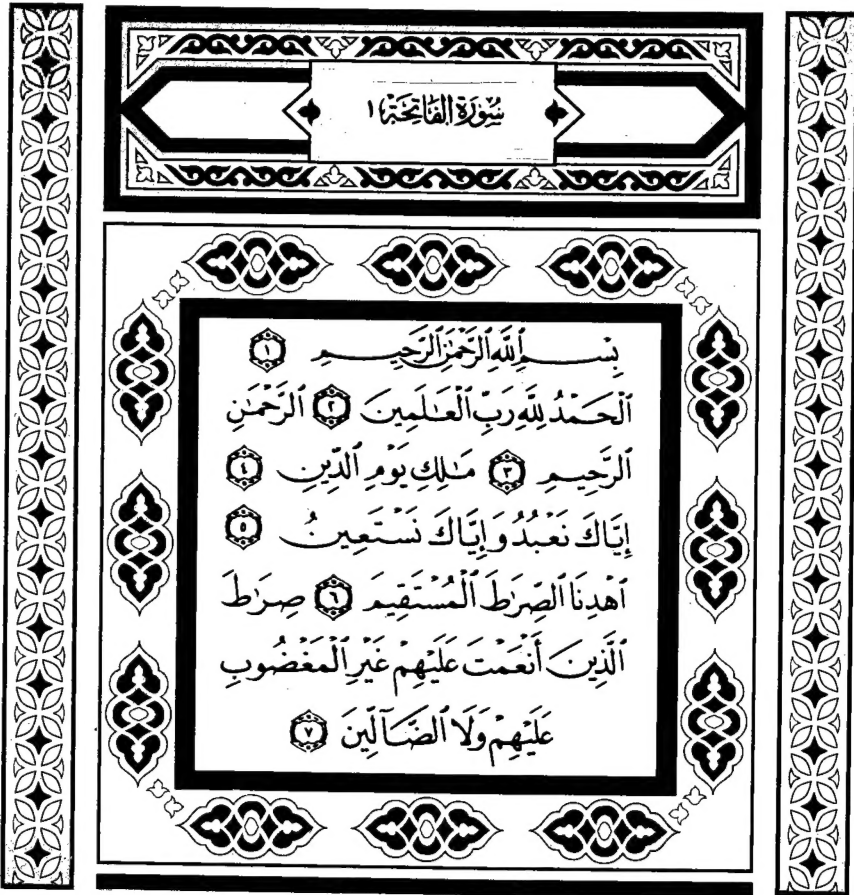 سُورَةُ الفَاتِحَةِ ١
بِسْمِ ٱللَّهِ ٱلرَّحْمَٰنِ ٱلرَّحِيمِ ١
ٱلْحَمْدُ لِلَّهِ رَبِّ ٱلْعَٰلَمِينَ ٢ ٱلرَّحْمَٰنِ
ٱلرَّحِيمِ ٣ مَٰلِكِ يَوْمِ ٱلدِّينِ ٤
إِيَّاكَ نَعْبُدُ وَإِيَّاكَ نَسْتَعِينُ ٥
ٱهْدِنَا ٱلصِّرَٰطَ ٱلْمُسْتَقِيمَ ٦ صِرَٰطَ
ٱلَّذِينَ أَنْعَمْتَ عَلَيْهِمْ غَيْرِ ٱلْمَغْضُوبِ
عَلَيْهِمْ وَلَا ٱلضَّآلِّينَ ٧